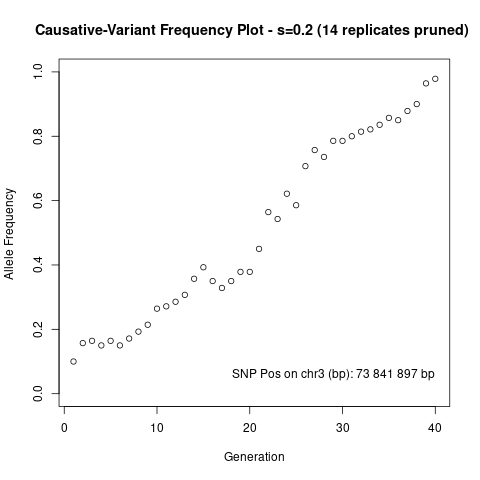 Causative-Variant Frequency Plot - s=0.2 (14 replicates pruned)
Allele Frequency
1.0
0.8
0.6
0.4
0.2
0.0
SNP Pos on chr3 (bp): 73 841 897 bp
0 10 20 30 40
Generation